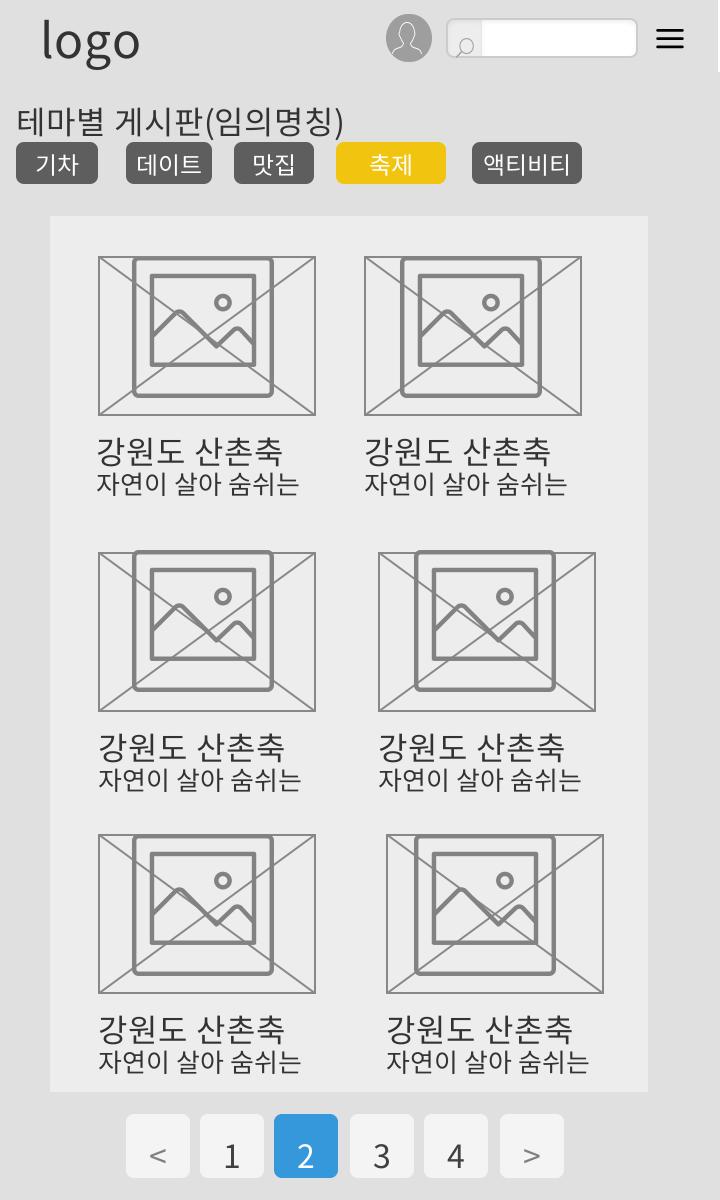 logo
테마별 게시판(임의명칭)
기차 데이트 맛집 축제 액티비티
강원도 산촌축 강원도 산촌축
자연이 살아 숨쉬는 자연이 살아 숨쉬는
강원도 산촌축 강원도 산촌축
자연이 살아 숨쉬는 자연이 살아 숨쉬는
강원도 산촌축 강원도 산촌축
자연이 살아 숨쉬는 자연이 살아 숨쉬는
< 1 2 3 4 >